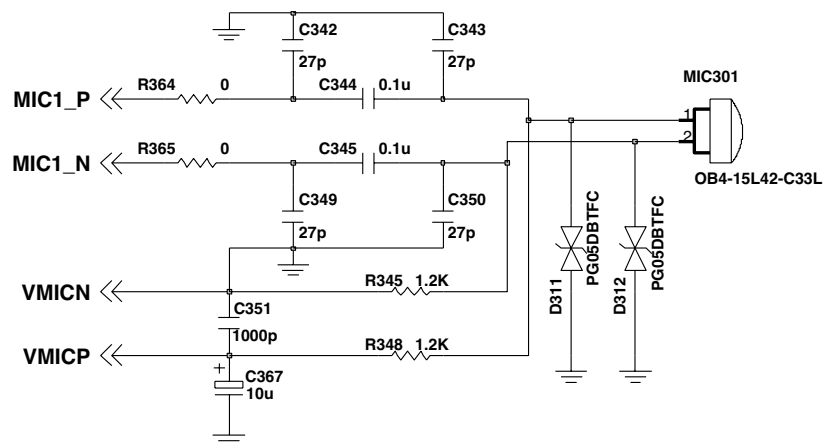 C342
27p
C343
27p
MIC301
MIC1_P
R364
0
C344
0.1u
1
2
MIC1_N
R365
0
C345
0.1u
OB4-15L42-C33L
C349
27p
C350
27p
D311
PG05DBTFC
D312
PG05DBTFC
VMICN
R345
1.2K
C351
1000p
VMICP
R348
1.2K
+
C367
10u